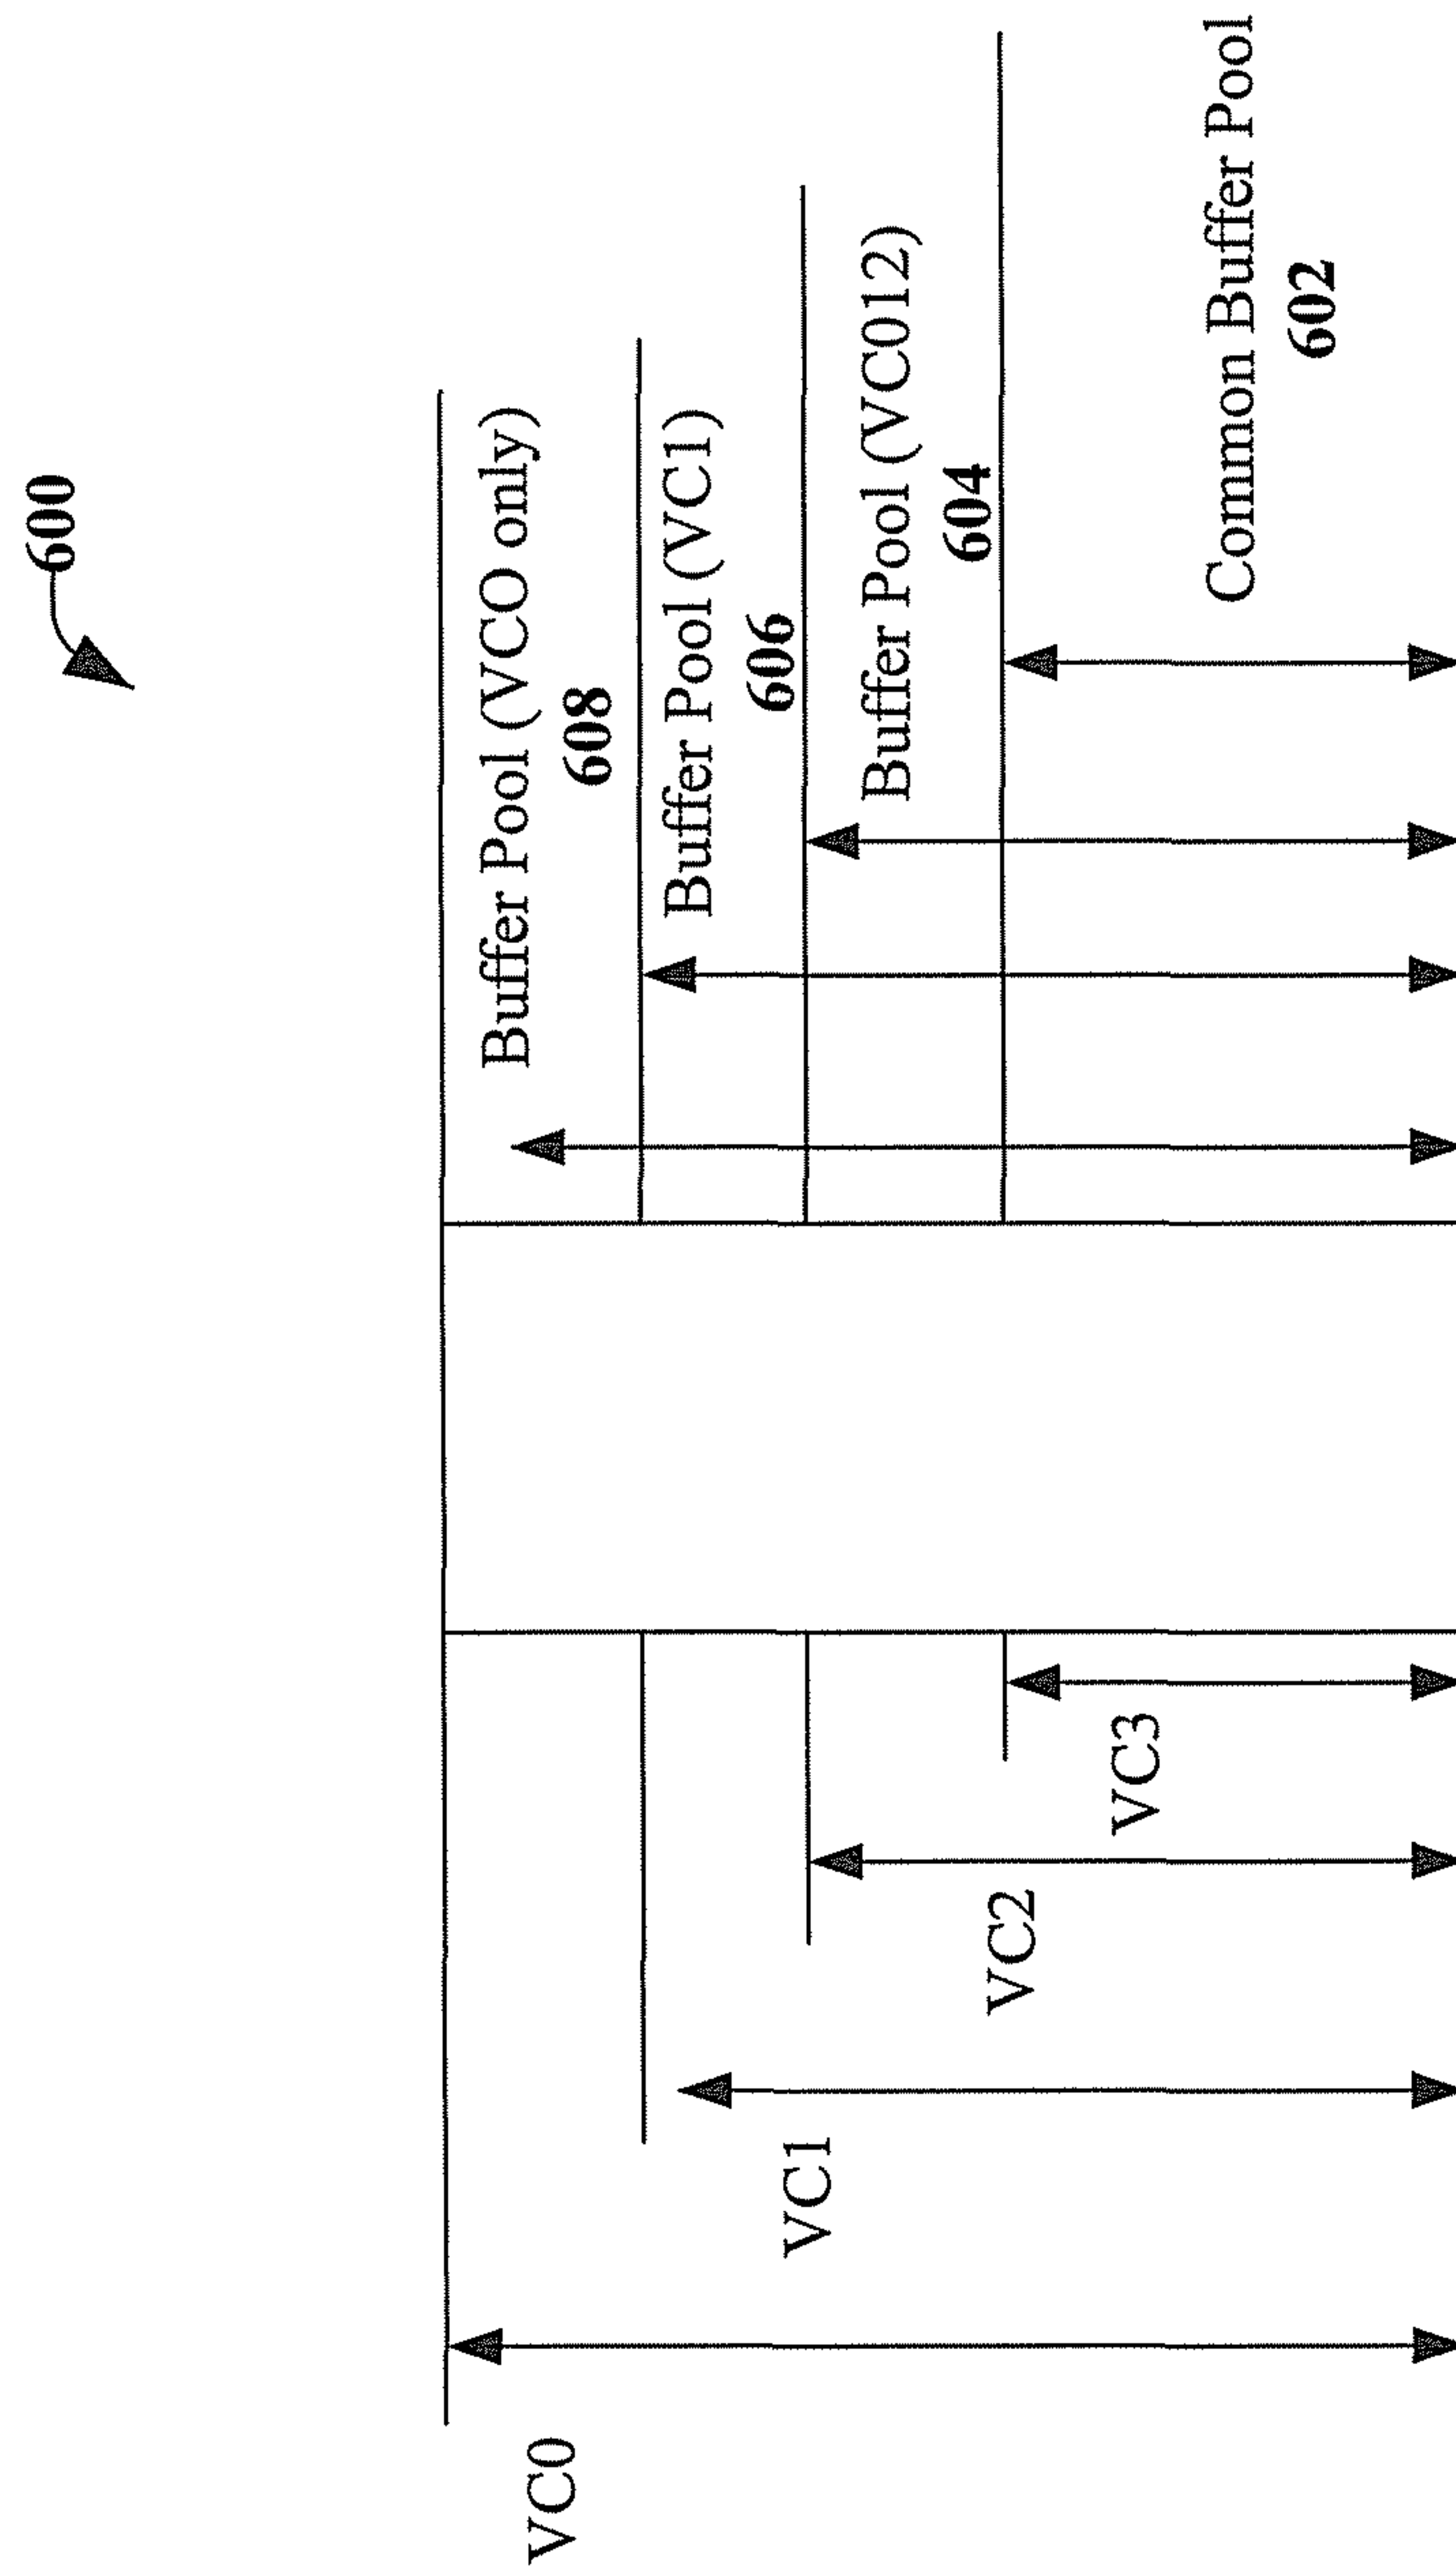 600
Buffer Pool (VCO only)
608
Buffer Pool (VC1)
606
Buffer Pool (VC012)
604
Common Buffer Pool
602
VC0
VC1
VC2
VC3